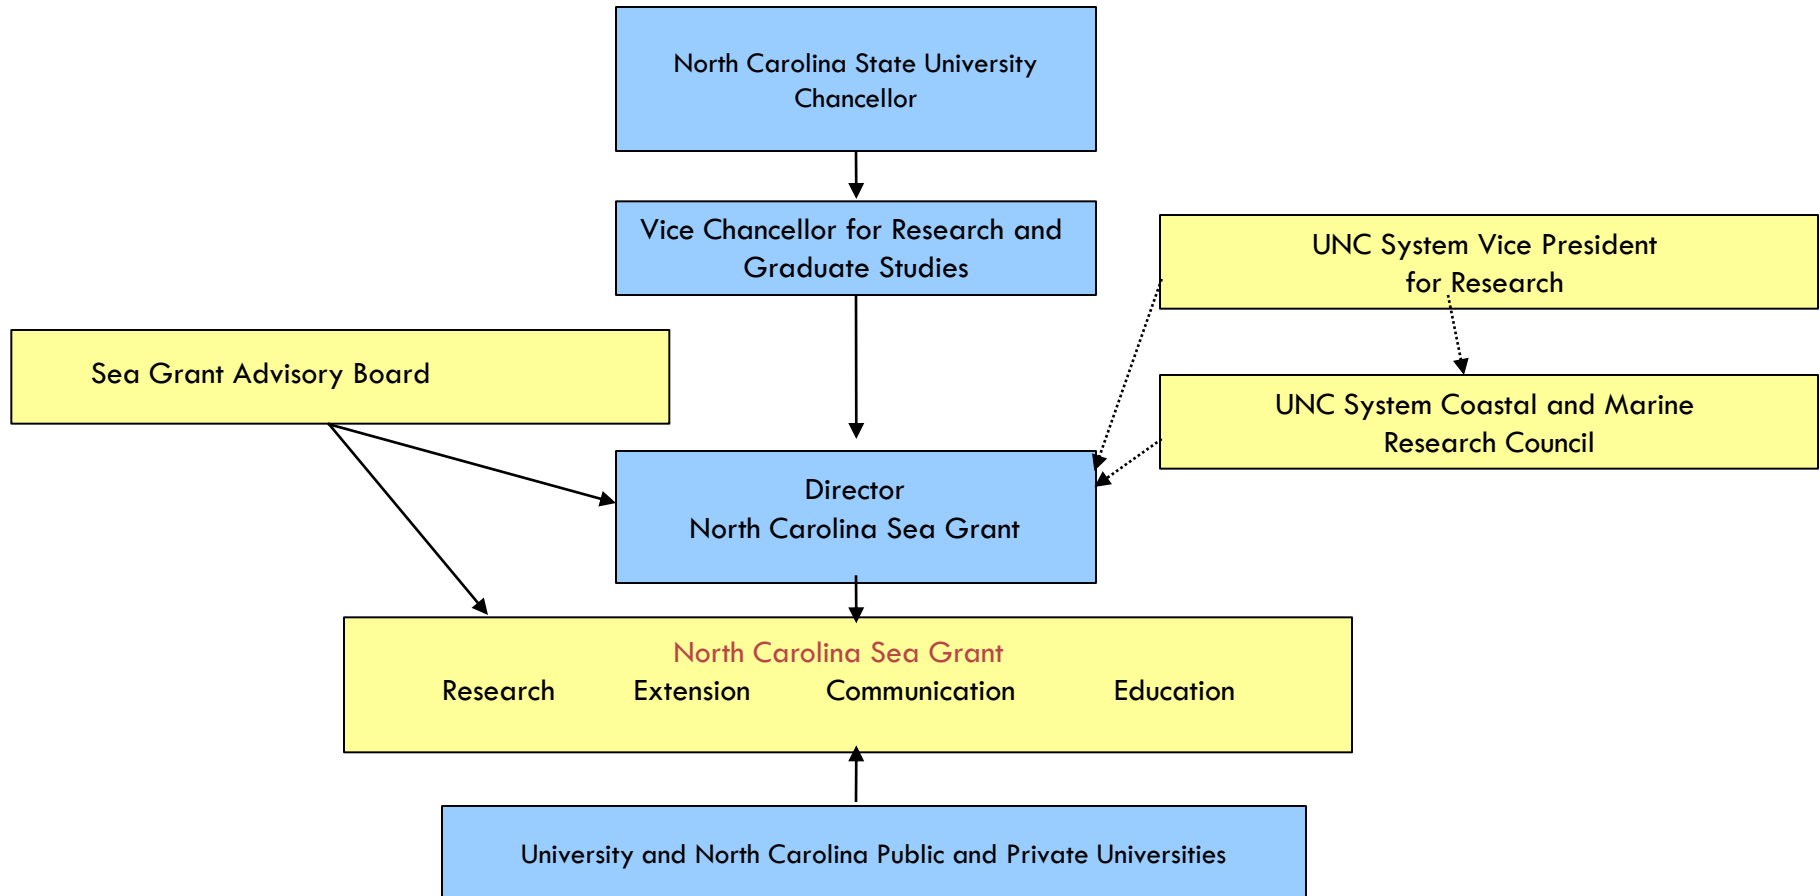 North Carolina State University
Chancellor
Vice Chancellor for Research and
Graduate Studies
UNC System Vice President
for Research
Sea Grant Advisory Board
UNC System Coastal and Marine
Research Council
Director
North Carolina Sea Grant
North Carolina Sea Grant
Research Extension Communication Education
University and North Carolina Public and Private Universities